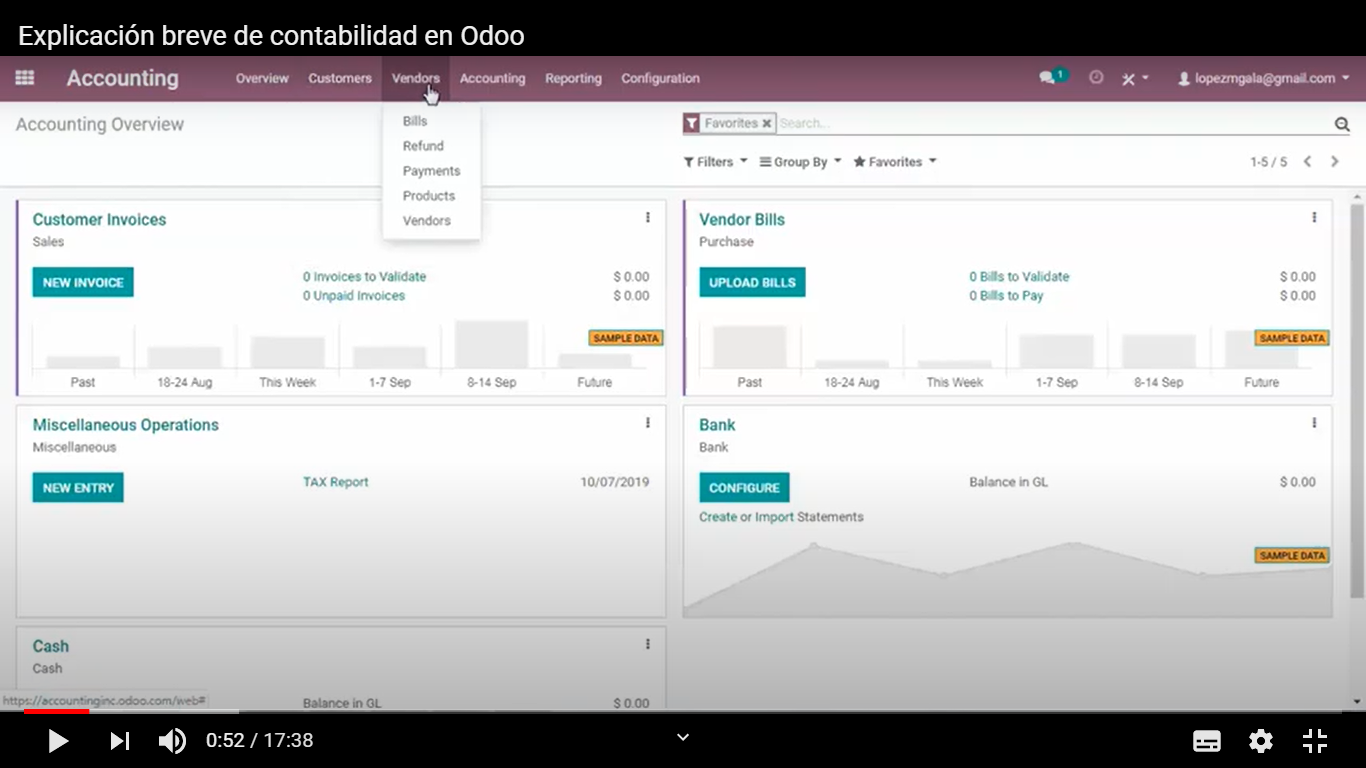 Explicación breve de contabilidad en Odoo
Accounting Overview Customers Vendors Accounting Reporting Configuration 1 lopezmgala@gmail.com
Accounting Overview
Favorites × Search...
Bills
Refund
Payments
Products
Vendors
Filters Group By Favorites 1-5 / 5
Customer Invoices
Sales
NEW INVOICE
0 Invoices to Validate $ 0.00
0 Unpaid Invoices $ 0.00
SAMPLE DATA
Past 18-24 Aug This Week 1-7 Sep 8-14 Sep Future
Vendor Bills
Purchase
UPLOAD BILLS
0 Bills to Validate $ 0.00
0 Bills to Pay $ 0.00
SAMPLE DATA
Past 18-24 Aug This Week 1-7 Sep 8-14 Sep Future
Miscellaneous Operations
Miscellaneous
NEW ENTRY TAX Report 10/07/2019
Bank
Bank
CONFIGURE Balance in GL $ 0.00
Create or Import Statements
SAMPLE DATA
Cash
Cash
Balance in GL $ 0.00
https://accountinginc.odoo.com/web#
0:52 / 17:38